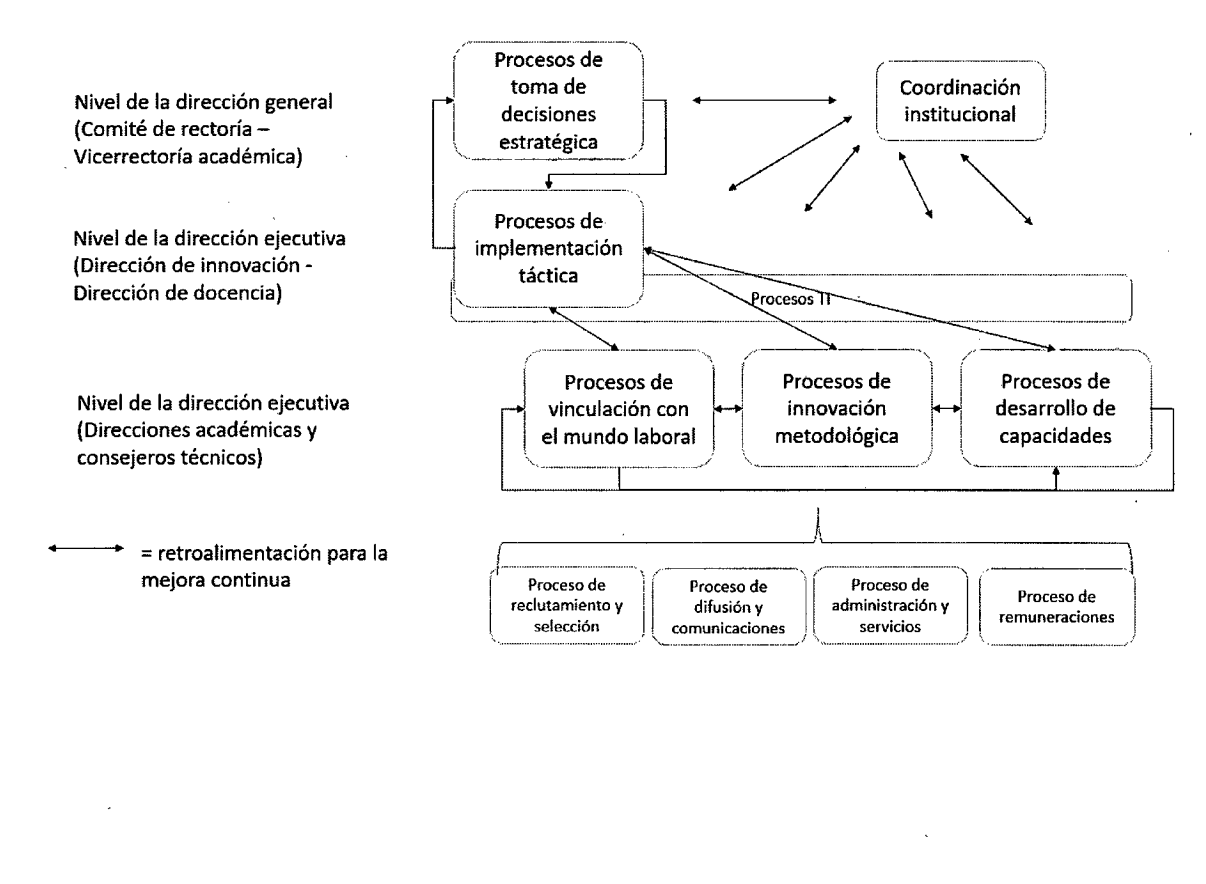 Procesos de
toma de
decisiones
estratégica
Coordinación
institucional
Nivel de la dirección general
(Comité de rectoría –
Vicerrectoría académica)
Procesos de
implementación
táctica
Nivel de la dirección ejecutiva
(Dirección de innovación -
Dirección de docencia)
Procesos TI
Procesos de
vinculación con
el mundo laboral
Procesos de
innovación
metodológica
Procesos de
desarrollo de
capacidades
Nivel de la dirección ejecutiva
(Direcciones académicas y
consejeros técnicos)
= retroalimentación para la
mejora continua
Proceso de
reclutamiento y
selección
Proceso de
difusión y
comunicaciones
Proceso de
administración y
servicios
Proceso de
remuneraciones